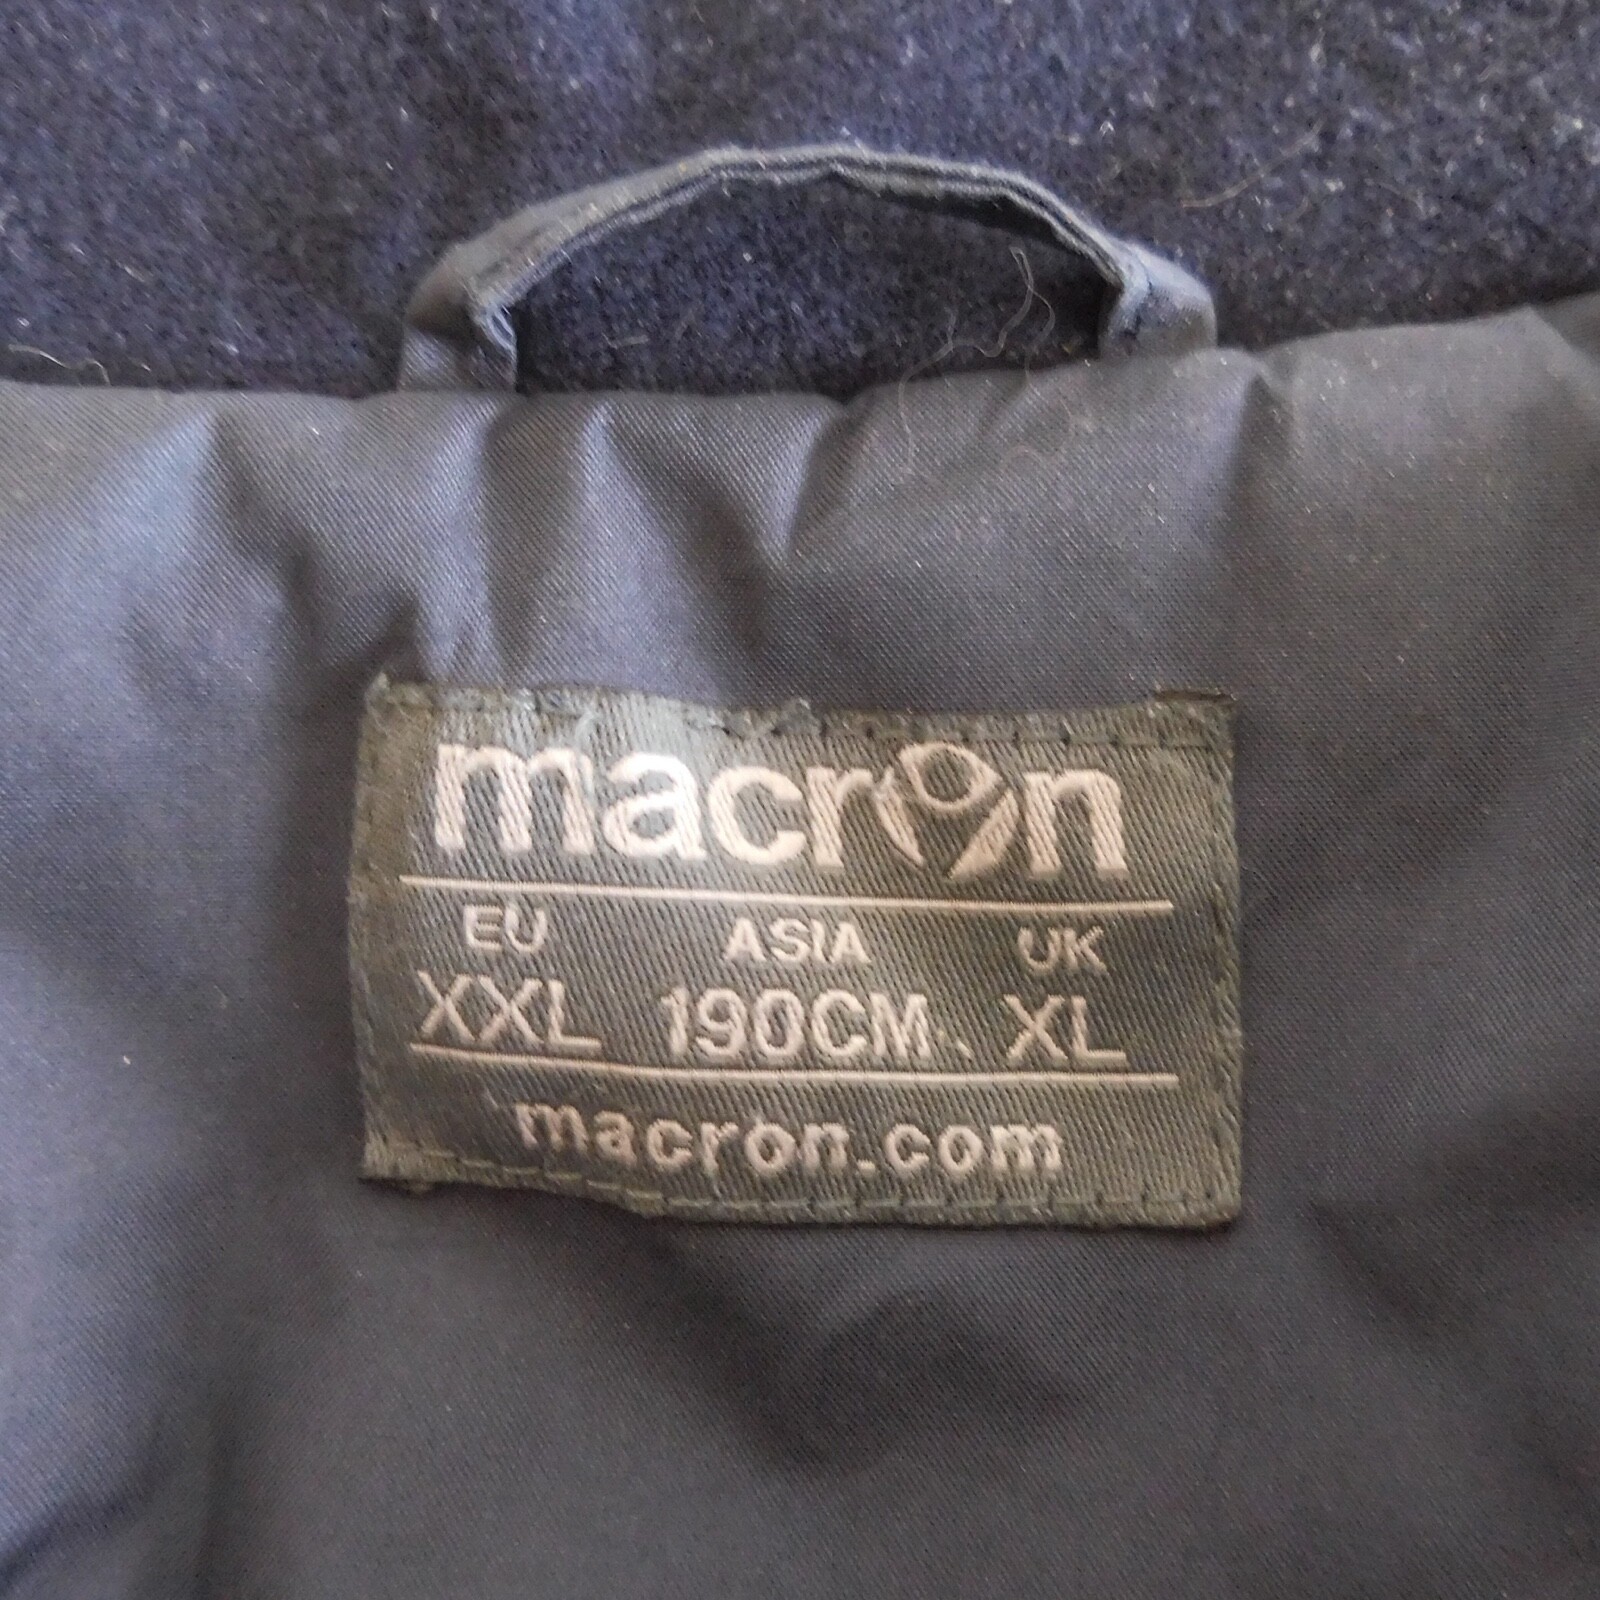 macron
EU ASIA UK
XXL 190CM XL
macron.com